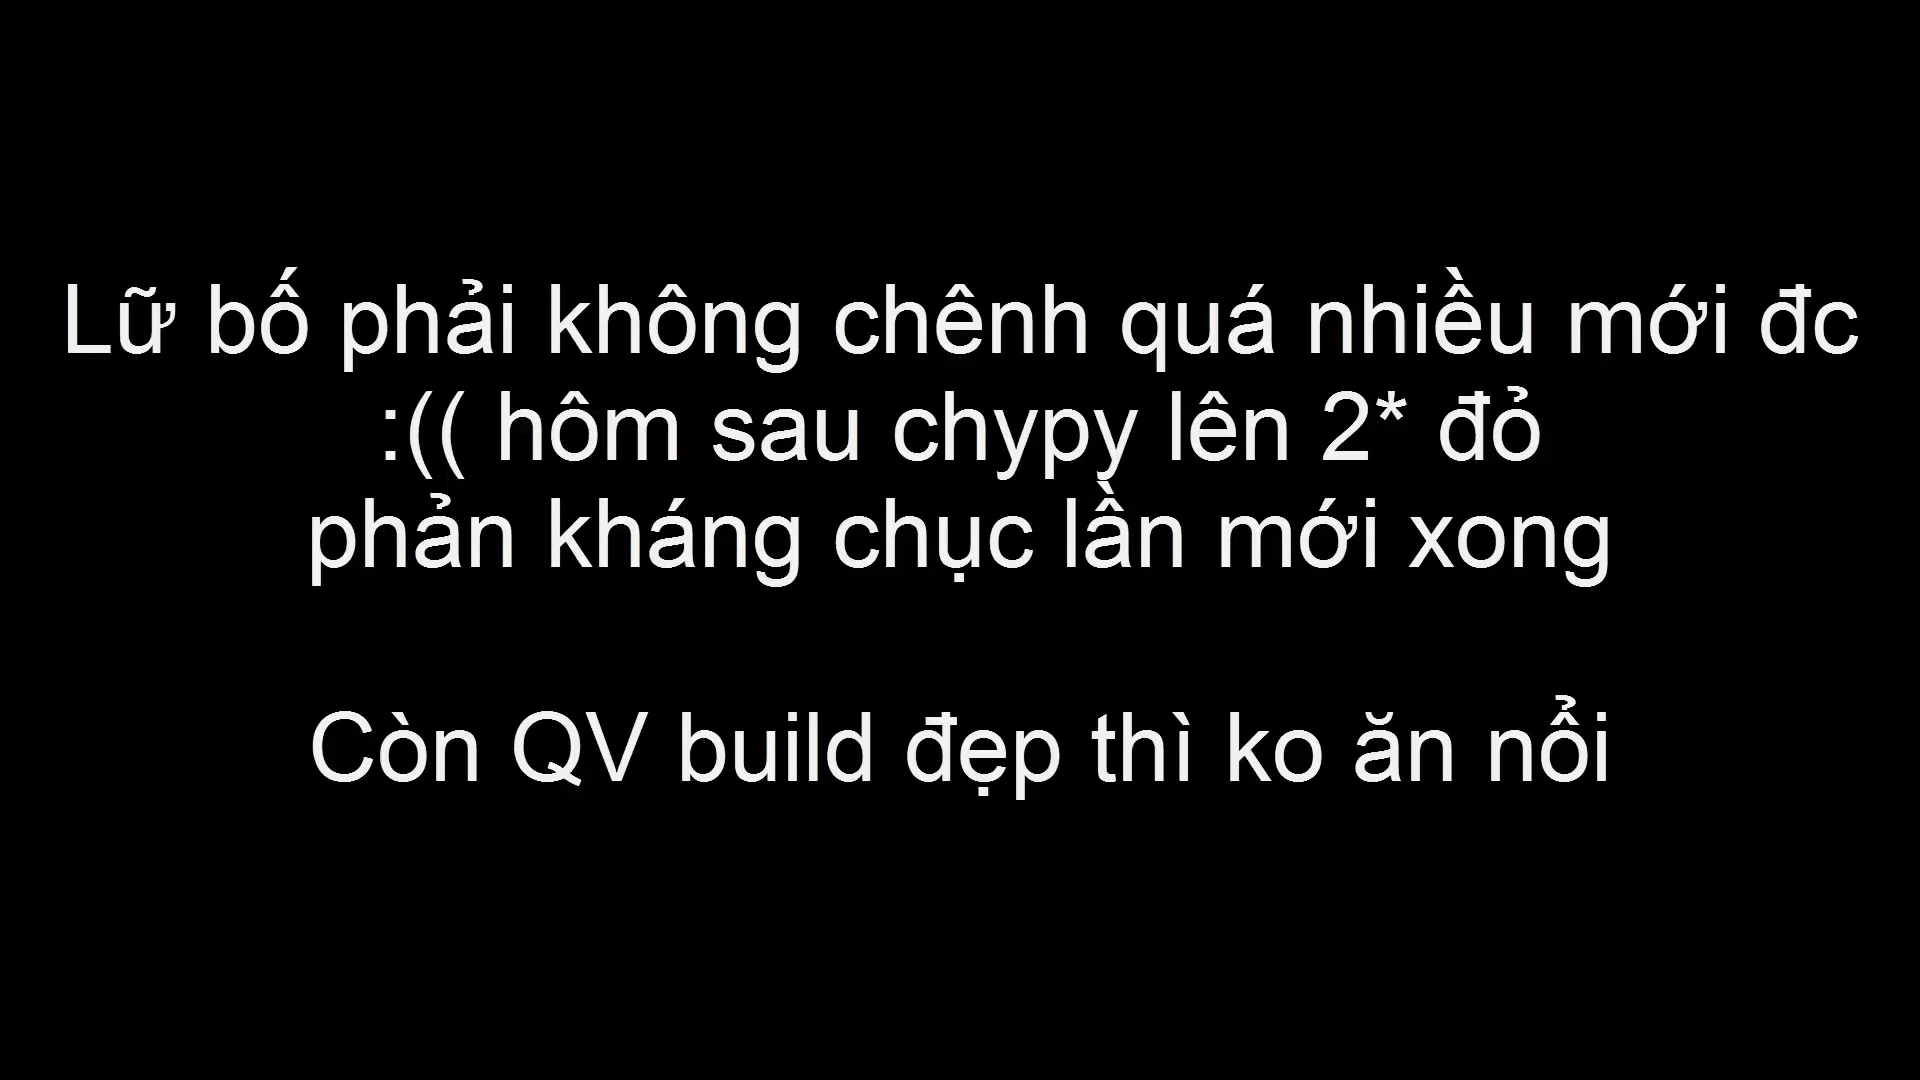 Lữ bố phải không chênh quá nhiều mới đc
:(( hôm sau chypy lên 2* đỏ
phản kháng chục lần mới xong
Còn QV build đẹp thì ko ăn nổi